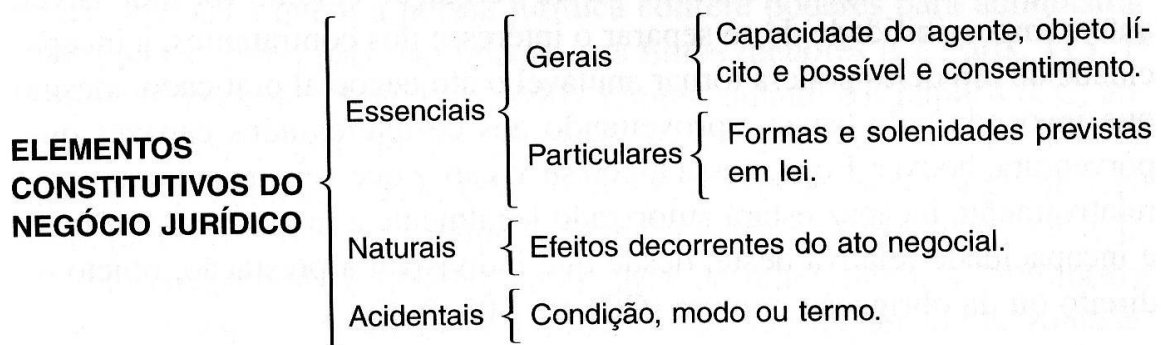 ELEMENTOS
CONSTITUTIVOS DO
NEGÓCIO JURÍDICO
Essenciais
Gerais
Capacidade do agente, objeto lí-
cito e possível e consentimento.
Particulares
Formas e solenidades previstas
em lei.
Naturais
Efeitos decorrentes do ato negocial.
Acidentais
Condição, modo ou termo.